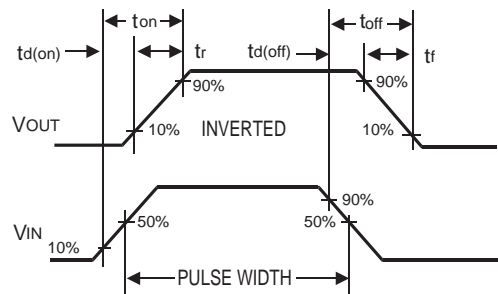 ton toff
td(on) tr td(off) tf
90% 90%
VOUT 10% INVERTED 10%
90%
50% 50%
VIN
10%
PULSE WIDTH